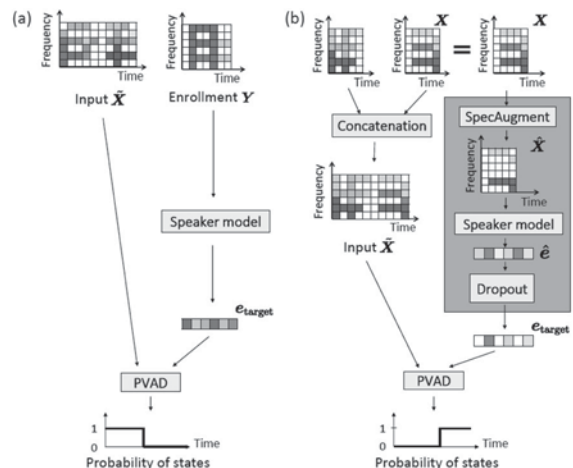 (a)
Frequency
Time
Input X̃
Frequency
Time
Enrollment Y
Speaker model
e_target
PVAD
1
0
Time
Probability of states
(b)
Frequency
Time
Frequency
X
Time
=
Frequency
X
Time
Concatenation
SpecAugment
Frequency
X̂
Time
Frequency
Time
Input X̃
Speaker model
ê
Dropout
e_target
PVAD
1
0
Time
Probability of states